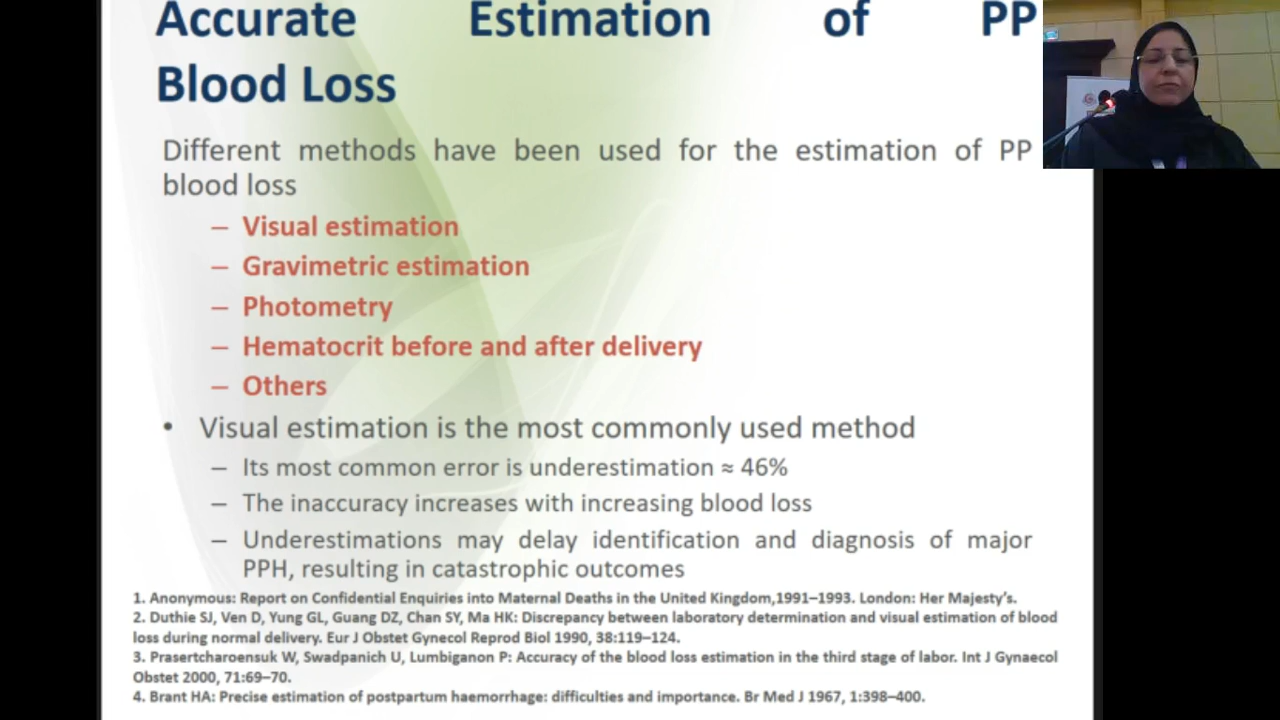 Accurate Estimation of PP
Blood Loss
Different methods have been used for the estimation of PP
blood loss
– Visual estimation
– Gravimetric estimation
– Photometry
– Hematocrit before and after delivery
– Others
• Visual estimation is the most commonly used method
– Its most common error is underestimation ≈ 46%
– The inaccuracy increases with increasing blood loss
– Underestimations may delay identification and diagnosis of major
PPH, resulting in catastrophic outcomes
1. Anonymous: Report on Confidential Enquiries into Maternal Deaths in the United Kingdom,1991–1993. London: Her Majesty's.
2. Duthie SJ, Ven D, Yung GL, Guang DZ, Chan SY, Ma HK: Discrepancy between laboratory determination and visual estimation of blood
loss during normal delivery. Eur J Obstet Gynecol Reprod Biol 1990, 38:119–124.
3. Prasertcharoensuk W, Swadpanich U, Lumbiganon P: Accuracy of the blood loss estimation in the third stage of labor. Int J Gynaecol
Obstet 2000, 71:69–70.
4. Brant HA: Precise estimation of postpartum haemorrhage: difficulties and importance. Br Med J 1967, 1:398–400.